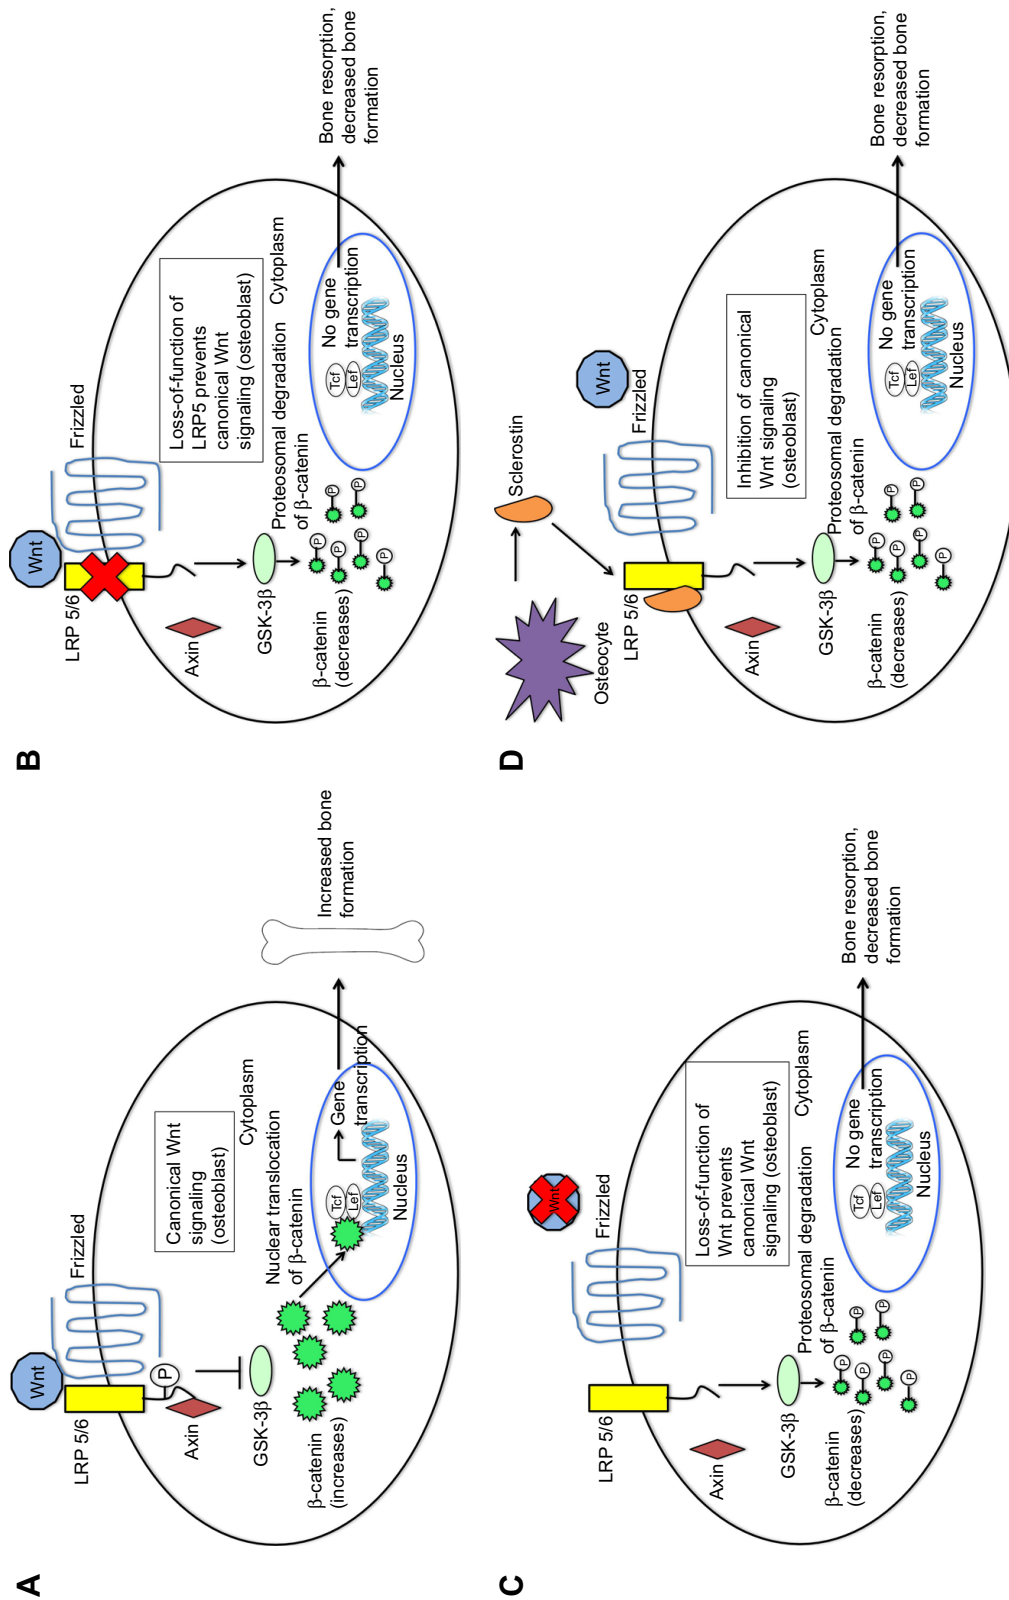 A
Wnt
LRP 5/6
Frizzled
P
Axin
Canonical Wnt
signaling
(osteoblast)
GSK-3β
Cytoplasm
Nuclear translocation
of β-catenin
β-catenin
(increases)
Tcf
Lef
Gene
transcription
Nucleus
Increased bone
formation
B
Wnt
LRP 5/6
Frizzled
Axin
Loss-of-function of
LRP5 prevents
canonical Wnt
signaling (osteoblast)
GSK-3β
Proteosomal degradation
of β-catenin
Cytoplasm
β-catenin
(decreases)
P
P
P
P
P
P
Tcf
Lef
No gene
transcription
Nucleus
Bone resorption,
decreased bone
formation
C
Wnt
LRP 5/6
Frizzled
Axin
Loss-of-function of
Wnt prevents
canonical Wnt
signaling (osteoblast)
GSK-3β
Proteosomal degradation
of β-catenin
Cytoplasm
β-catenin
(decreases)
P
P
P
P
P
P
Tcf
Lef
No gene
transcription
Nucleus
Bone resorption,
decreased bone
formation
D
Osteocyte
Sclerostin
Wnt
LRP 5/6
Frizzled
Axin
Inhibition of canonical
Wnt signaling
(osteoblast)
GSK-3β
Cytoplasm
Proteosomal degradation
of β-catenin
β-catenin
(decreases)
P
P
P
P
P
P
Tcf
Lef
No gene
transcription
Nucleus
Bone resorption,
decreased bone
formation